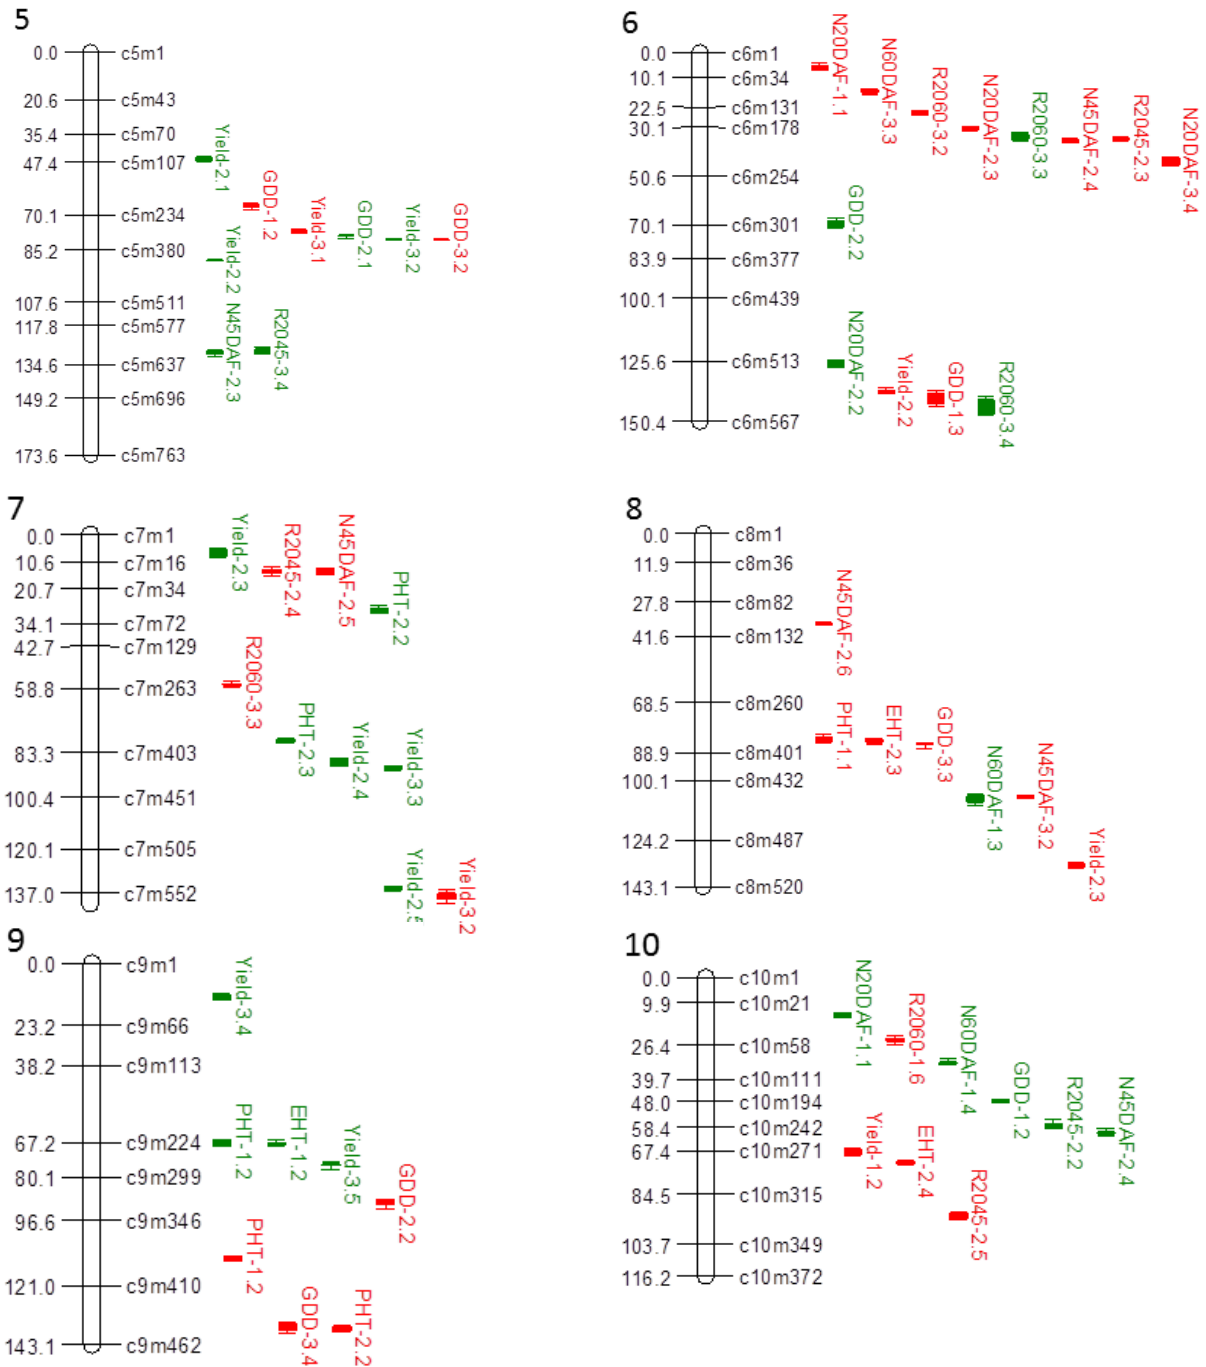 5
0.0 c5m1
20.6 c5m43
35.4 c5m70
47.4 c5m107
70.1 c5m234
85.2 c5m380
107.6 c5m511
117.8 c5m577
134.6 c5m637
149.2 c5m696
173.6 c5m763
Yield-2.1
GDD-1.2
Yield-3.1
GDD-2.1
Yield-3.2
GDD-3.2
Yield-2.2
N45DAF-2.3
R2045-3.4
6
0.0 c6m1
10.1 c6m34
22.5 c6m131
30.1 c6m178
50.6 c6m254
70.1 c6m301
83.9 c6m377
100.1 c6m439
125.6 c6m513
150.4 c6m567
N20DAF-1.1
N60DAF-3.3
R2060-3.2
N20DAF-2.3
R2060-3.3
N45DAF-2.4
R2045-2.3
N20DAF-3.4
GDD-2.2
N20DAF-2.2
Yield-2.2
GDD-1.3
R2060-3.4
7
0.0 c7m1
10.6 c7m16
20.7 c7m34
34.1 c7m72
42.7 c7m129
58.8 c7m263
83.3 c7m403
100.4 c7m451
120.1 c7m505
137.0 c7m552
Yield-2.3
R2045-2.4
N45DAF-2.5
PHT-2.2
R2060-3.3
PHT-2.3
Yield-2.4
Yield-3.3
Yield-2.5
Yield-3.2
8
0.0 c8m1
11.9 c8m36
27.8 c8m82
41.6 c8m132
68.5 c8m260
88.9 c8m401
100.1 c8m432
124.2 c8m487
143.1 c8m520
N45DAF-2.6
PHT-1.1
EHT-2.3
GDD-3.3
N60DAF-1.3
N45DAF-3.2
Yield-2.3
9
0.0 c9m1
23.2 c9m66
38.2 c9m113
67.2 c9m224
80.1 c9m299
96.6 c9m346
121.0 c9m410
143.1 c9m462
Yield-3.4
PHT-1.2
EHT-1.2
Yield-3.5
GDD-2.2
PHT-1.2
GDD-3.4
PHT-2.2
10
0.0 c10m1
9.9 c10m21
26.4 c10m58
39.7 c10m111
48.0 c10m194
58.4 c10m242
67.4 c10m271
84.5 c10m315
103.7 c10m349
116.2 c10m372
N20DAF-1.1
R2060-1.6
N60DAF-1.4
GDD-1.2
R2045-2.2
N45DAF-2.4
Yield-1.2
EHT-2.4
R2045-2.5